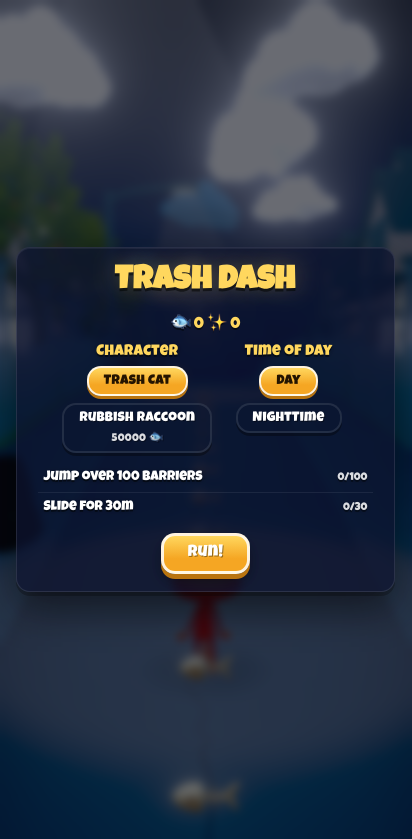 TRASH DASH
0 0
Character Time of day
TRASH CAT DAY
Rubbish Raccoon Nighttime
50000
Jump over 100 barriers 0/100
Slide for 30m 0/30
Run!